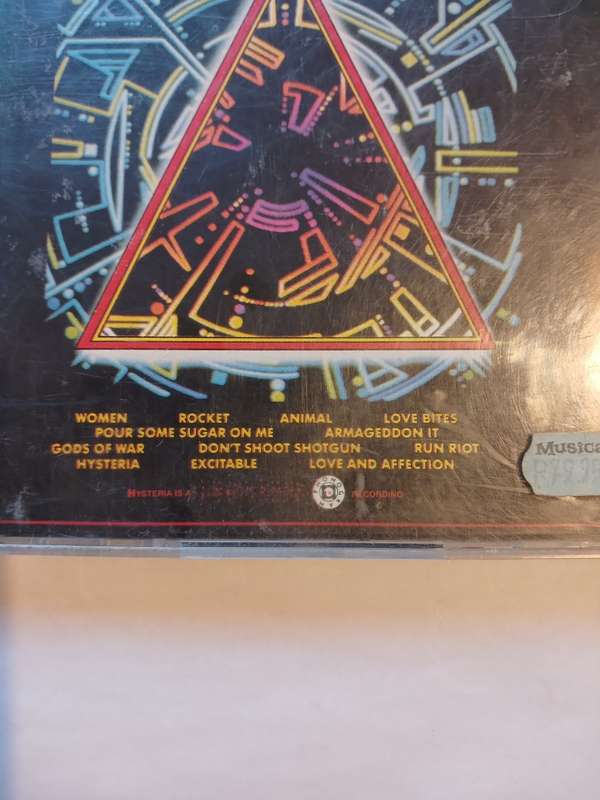 WOMEN ROCKET ANIMAL LOVE BITES
POUR SOME SUGAR ON ME ARMAGEDDON IT
GODS OF WAR DON'T SHOOT SHOTGUN RUN RIOT
HYSTERIA EXCITABLE LOVE AND AFFECTION
Musica
HYSTERIA IS A RECORDING